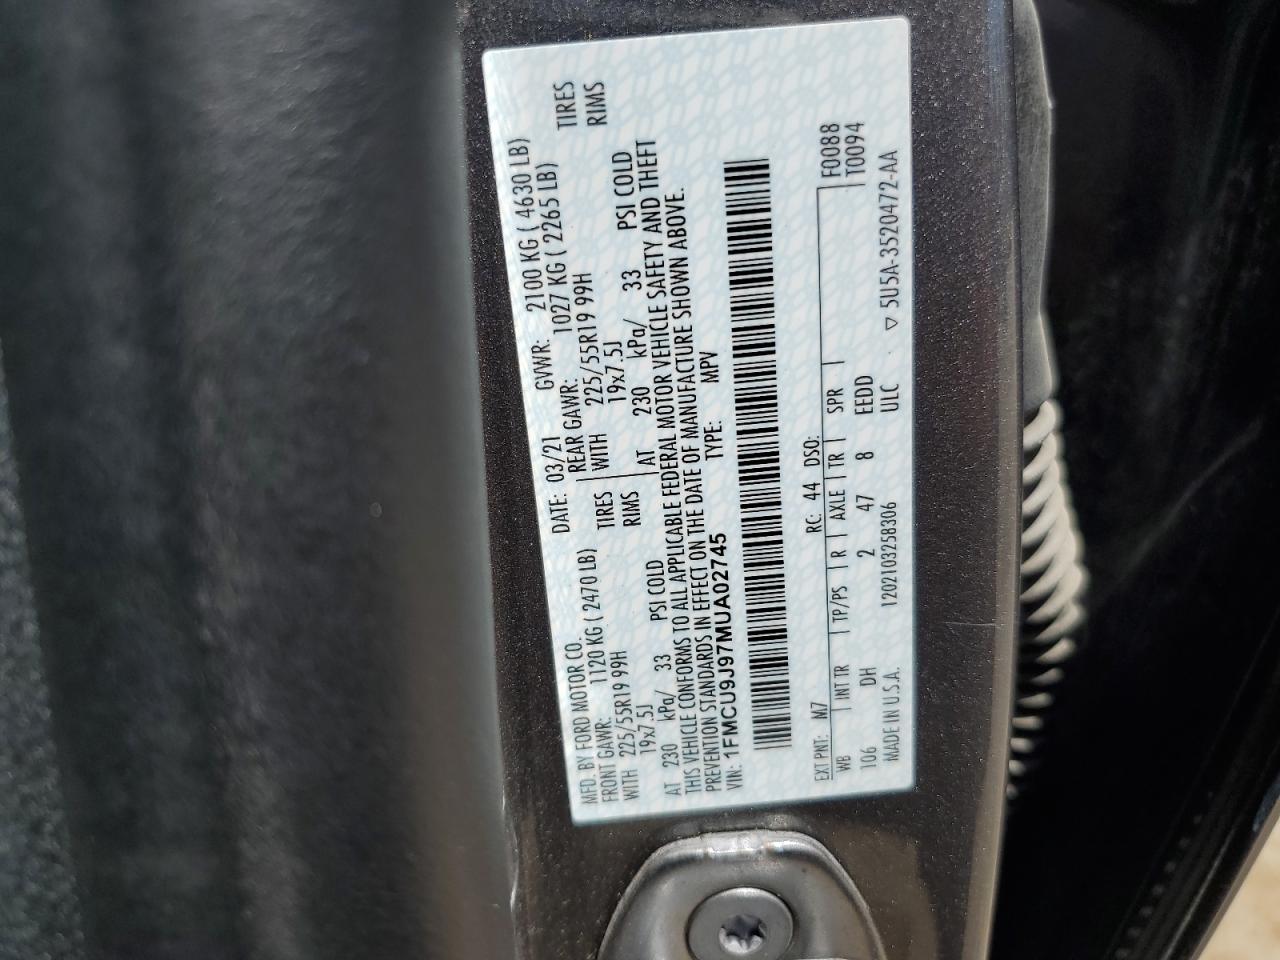 MFD. BY FORD MOTOR CO. DATE: 03/21 GVWR: 2100 KG ( 4630 LB)
FRONT GAWR: 1120 KG ( 2470 LB) REAR GAWR: 1027 KG ( 2265 LB)
WITH 225/55R19 99H TIRES WITH 225/55R19 99H TIRES
19x7.5J RIMS 19x7.5J RIMS
AT 230 kPa/ 33 PSI COLD AT 230 kPa/ 33 PSI COLD
THIS VEHICLE CONFORMS TO ALL APPLICABLE FEDERAL MOTOR VEHICLE SAFETY AND THEFT
PREVENTION STANDARDS IN EFFECT ON THE DATE OF MANUFACTURE SHOWN ABOVE.
VIN: 1FMCU9J97MUA02745 TYPE: MPV
EXT PNT: M7 RC: 44 DSO: F0088
WB INT TR TP/PS R AXLE TR SPR T0094
106 DH 2 47 8 EEDD
MADE IN U.S.A. 1202103258306 ULC ▽ 5U5A-3520472-AA